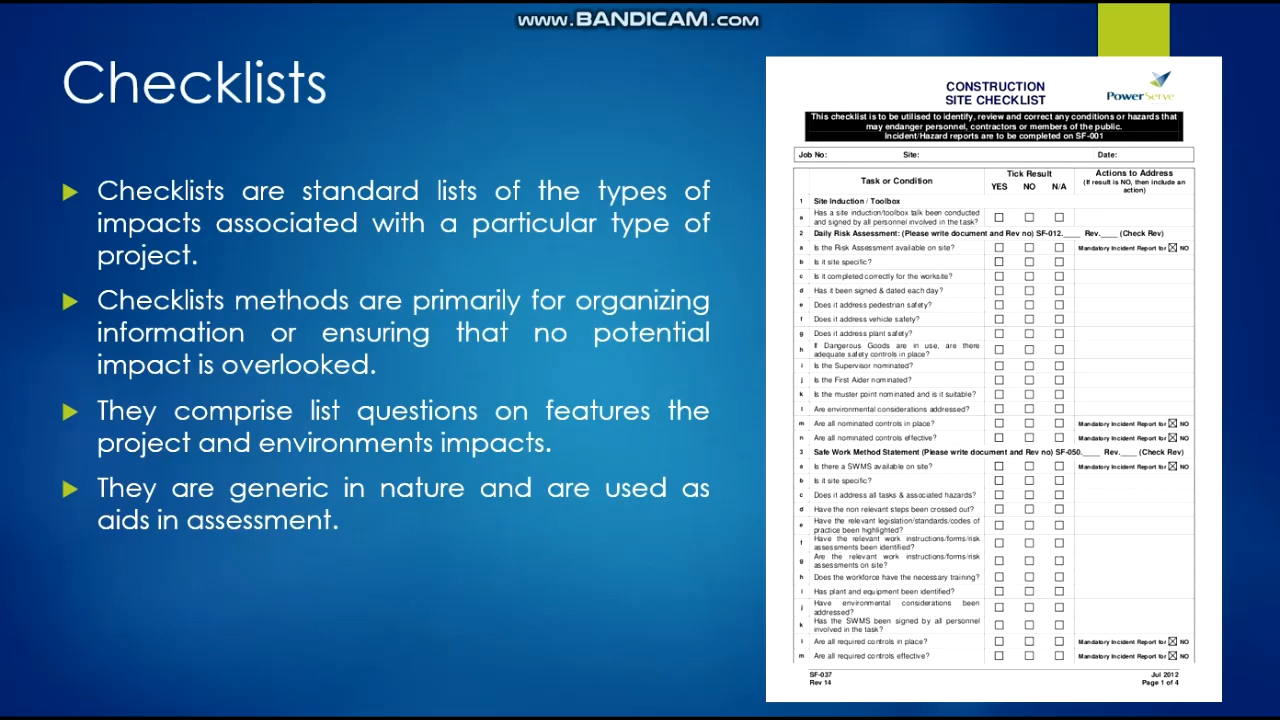 www.BANDICAM.com
Checklists
Checklists are standard lists of the types of
impacts associated with a particular type of
project.
Checklists methods are primarily for organizing
information or ensuring that no potential
impact is overlooked.
They comprise list questions on features the
project and environments impacts.
They are generic in nature and are used as
aids in assessment.
CONSTRUCTION
SITE CHECKLIST
PowerServe
This checklist is to be utilised to identify, review and correct any conditions or hazards that
may endanger personnel, contractors or members of the public.
Incident/Hazard reports are to be completed on SF-001
Job No: Site: Date:
Task or Condition
Tick Result
YES NO N/A
Actions to Address
(If result is NO, then include an
action)
1 Site Induction / Toolbox
a Has a site induction/toolbox talk been conducted
and signed by all personnel involved in the task?
2 Daily Risk Assessment: (Please write document and Rev no) SF-012.____ Rev.____ (Check Rev)
a Is the Risk Assessment available on site? Mandatory Incident Report for ☒ NO
b Is it site specific?
c Is it completed correctly for the worksite?
d Has it been signed & dated each day?
e Does it address pedestrian safety?
f Does it address vehicle safety?
g Does it address plant safety?
h If Dangerous Goods are in use, are there
adequate safety controls in place?
i Is the Supervisor nominated?
j Is the First Aider nominated?
k Is the muster point nominated and is it suitable?
l Are environmental considerations addressed?
m Are all nominated controls in place? Mandatory Incident Report for ☒ NO
n Are all nominated controls effective? Mandatory Incident Report for ☒ NO
3 Safe Work Method Statement (Please write document and Rev no) SF-050.____ Rev.____ (Check Rev)
a Is there a SWMS available on site? Mandatory Incident Report for ☒ NO
b Is it site specific?
c Does it address all tasks & associated hazards?
d Have the non relevant steps been crossed out?
e Have the relevant legislation/standards/codes of
practice been highlighted?
f Have the relevant work instructions/forms/risk
assessments been identified?
g Are the relevant work instructions/forms/risk
assessments on site?
h Does the workforce have the necessary training?
i Has plant and equipment been identified?
j Have environmental considerations been
addressed?
k Has the SWMS been signed by all personnel
involved in the task?
l Are all required controls in place? Mandatory Incident Report for ☒ NO
m Are all required controls effective? Mandatory Incident Report for ☒ NO
SF-037 Jul 2012
Rev 14 Page 1 of 4